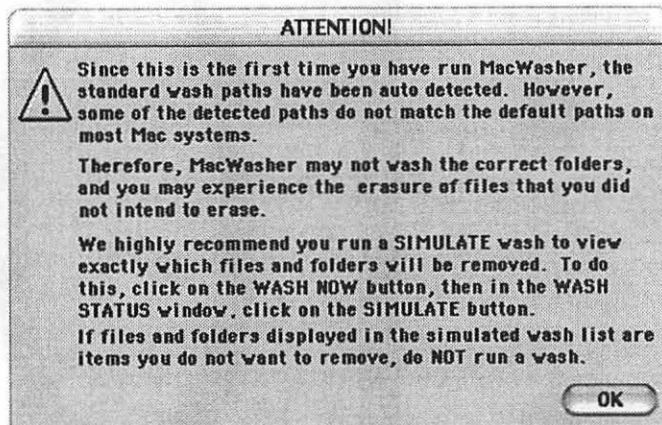 ATTENTION!
Since this is the first time you have run MacWasher, the
standard wash paths have been auto detected. However,
some of the detected paths do not match the default paths on
most Mac systems.
Therefore, MacWasher may not wash the correct folders,
and you may experience the erasure of files that you did
not intend to erase.
We highly recommend you run a SIMULATE wash to view
exactly which files and folders will be removed. To do
this, click on the WASH NOW button, then in the WASH
STATUS window, click on the SIMULATE button.
If files and folders displayed in the simulated wash list are
items you do not want to remove, do NOT run a wash.
OK